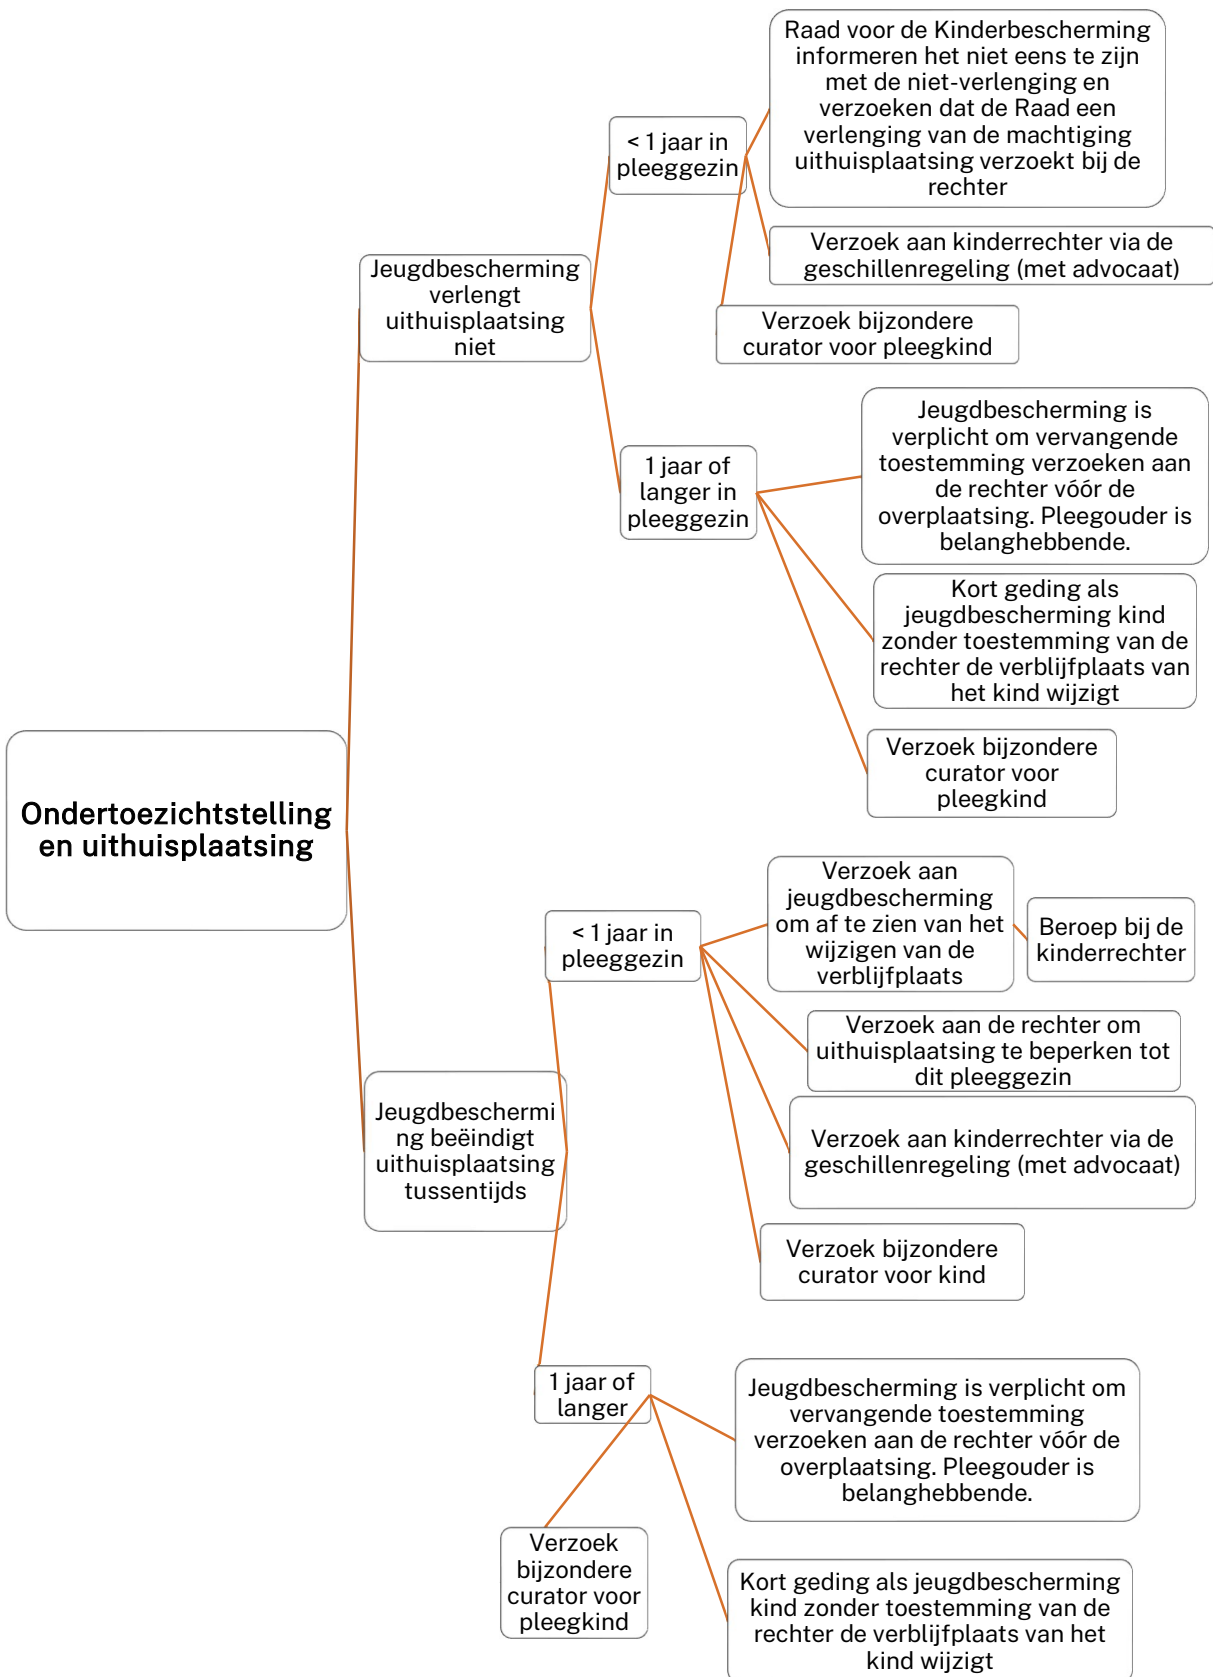 Raad voor de Kinderbescherming
informeren het niet eens te zijn
met de niet-verlenging en
verzoeken dat de Raad een
verlenging van de machtiging
uithuisplaatsing verzoekt bij de
rechter
< 1 jaar in
pleeggezin
Verzoek aan kinderrechter via de
geschillenregeling (met advocaat)
Jeugdbescherming
verlengt
uithuisplaatsing
niet
Verzoek bijzondere
curator voor pleegkind
Jeugdbescherming is
verplicht om vervangende
toestemming verzoeken aan
de rechter vóór de
overplaatsing. Pleegouder is
belanghebbende.
1 jaar of
langer in
pleeggezin
Kort geding als
jeugdbescherming kind
zonder toestemming van de
rechter de verblijfplaats van
het kind wijzigt
Verzoek bijzondere
curator voor
pleegkind
Ondertoezichtstelling
en uithuisplaatsing
Verzoek aan
jeugdbescherming
om af te zien van het
wijzigen van de
verblijfplaats
Beroep bij de
kinderrechter
< 1 jaar in
pleeggezin
Verzoek aan de rechter om
uithuisplaatsing te beperken tot
dit pleeggezin
Jeugdbeschermi
ng beëindigt
uithuisplaatsing
tussentijds
Verzoek aan kinderrechter via de
geschillenregeling (met advocaat)
Verzoek bijzondere
curator voor kind
1 jaar of
langer
Jeugdbescherming is verplicht om
vervangende toestemming
verzoeken aan de rechter vóór de
overplaatsing. Pleegouder is
belanghebbende.
Verzoek
bijzondere
curator voor
pleegkind
Kort geding als jeugdbescherming
kind zonder toestemming van de
rechter de verblijfplaats van het
kind wijzigt